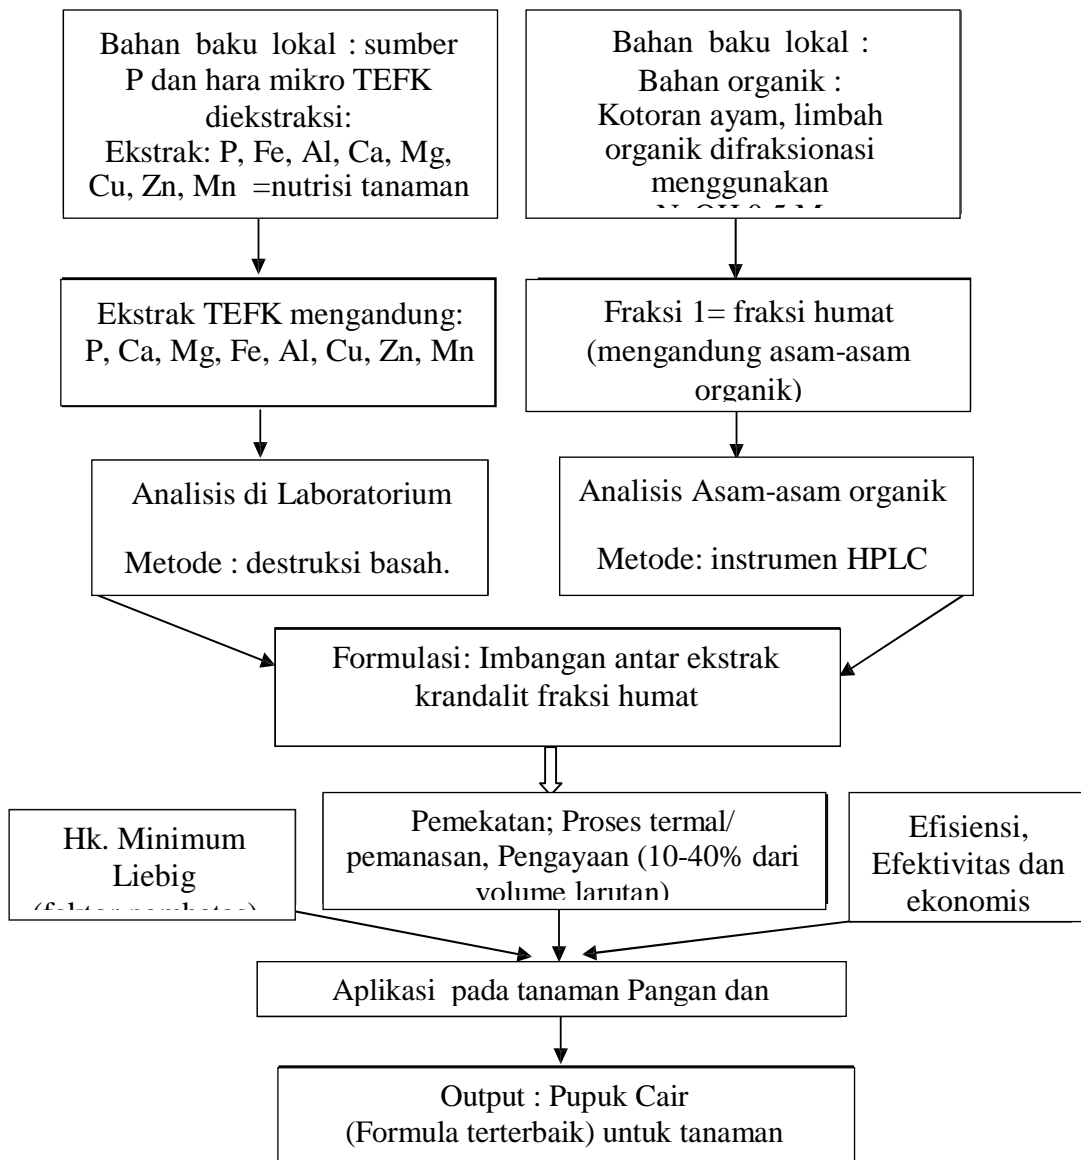 Bahan baku lokal : sumber
P dan hara mikro TEFK
diekstraksi:
Ekstrak: P, Fe, Al, Ca, Mg,
Cu, Zn, Mn =nutrisi tanaman
Bahan baku lokal :
Bahan organik :
Kotoran ayam, limbah
organik difraksionasi
menggunakan
Ekstrak TEFK mengandung:
P, Ca, Mg, Fe, Al, Cu, Zn, Mn
Fraksi 1= fraksi humat
(mengandung asam-asam
organik)
Analisis di Laboratorium
Metode : destruksi basah.
Analisis Asam-asam organik
Metode: instrumen HPLC
Formulasi: Imbangan antar ekstrak
krandalit fraksi humat
Hk. Minimum
Liebig
Pemekatan; Proses termal/
pemanasan, Pengayaan (10-40% dari
volume larutan)
Efisiensi,
Efektivitas dan
ekonomis
Aplikasi pada tanaman Pangan dan
Output : Pupuk Cair
(Formula terterbaik) untuk tanaman